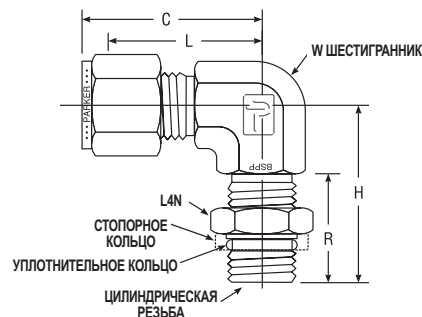 C
L
W ШЕСТИГРАННИК
PARKER
BSPP
H
R
L4N
СТОПОРНОЕ
КОЛЬЦО
УПЛОТНИТЕЛЬНОЕ КОЛЬЦО
ЦИЛИНДРИЧЕСКАЯ
РЕЗЬБА